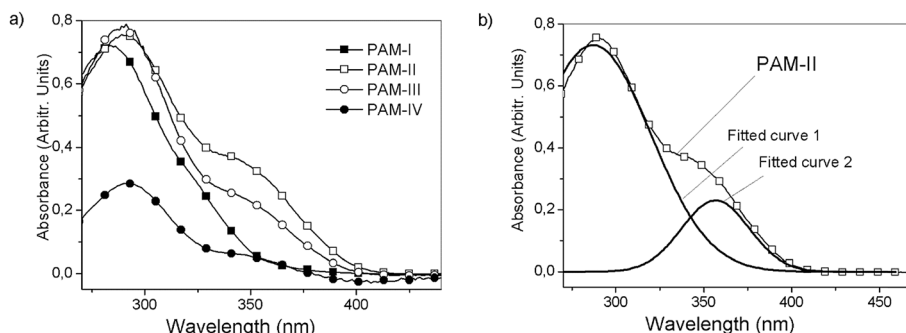 a)
0,8
0,6
0,4
0,2
0,0
Absorbance (Arbitr. Units)
PAM-I
PAM-II
PAM-III
PAM-IV
300
350
400
Wavelength (nm)
b)
0,8
0,6
0,4
0,2
0,0
Absorbance (Arbitr. Units)
PAM-II
Fitted curve 1
Fitted curve 2
300
350
400
450
Wavelength (nm)